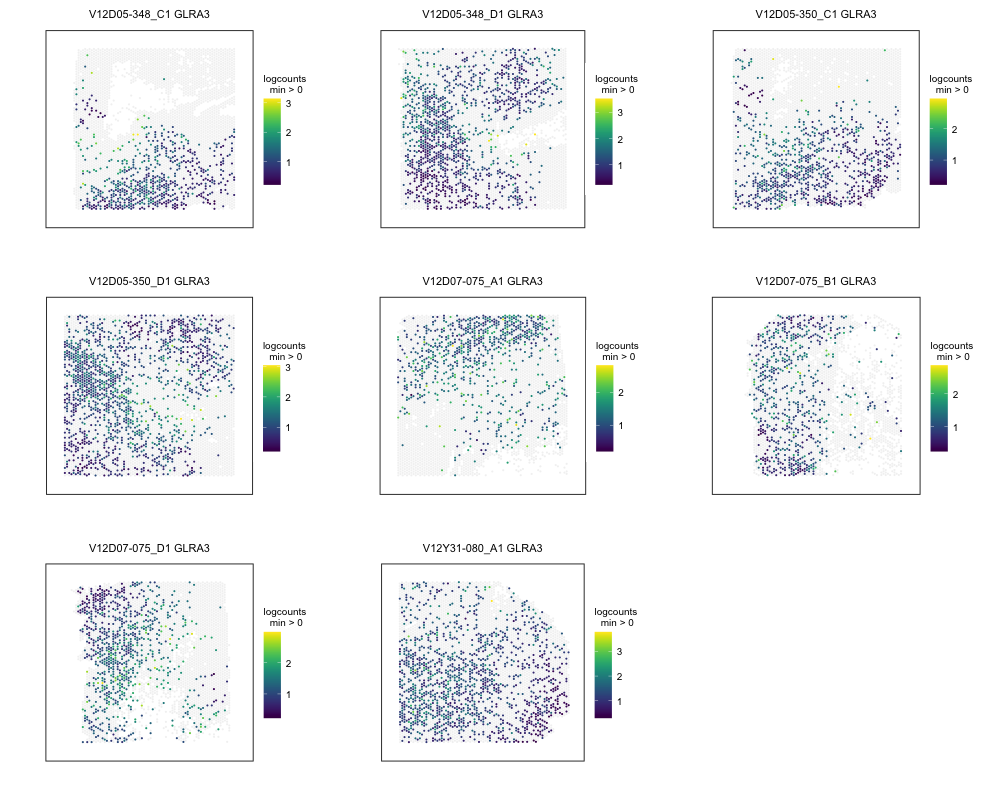 V12D05-348_C1 GLRA3
logcounts
min > 0
3
2
1
V12D05-348_D1 GLRA3
logcounts
min > 0
3
2
1
V12D05-350_C1 GLRA3
logcounts
min > 0
2
1
V12D05-350_D1 GLRA3
logcounts
min > 0
3
2
1
V12D07-075_A1 GLRA3
logcounts
min > 0
2
1
V12D07-075_B1 GLRA3
logcounts
min > 0
2
1
V12D07-075_D1 GLRA3
logcounts
min > 0
2
1
V12Y31-080_A1 GLRA3
logcounts
min > 0
3
2
1